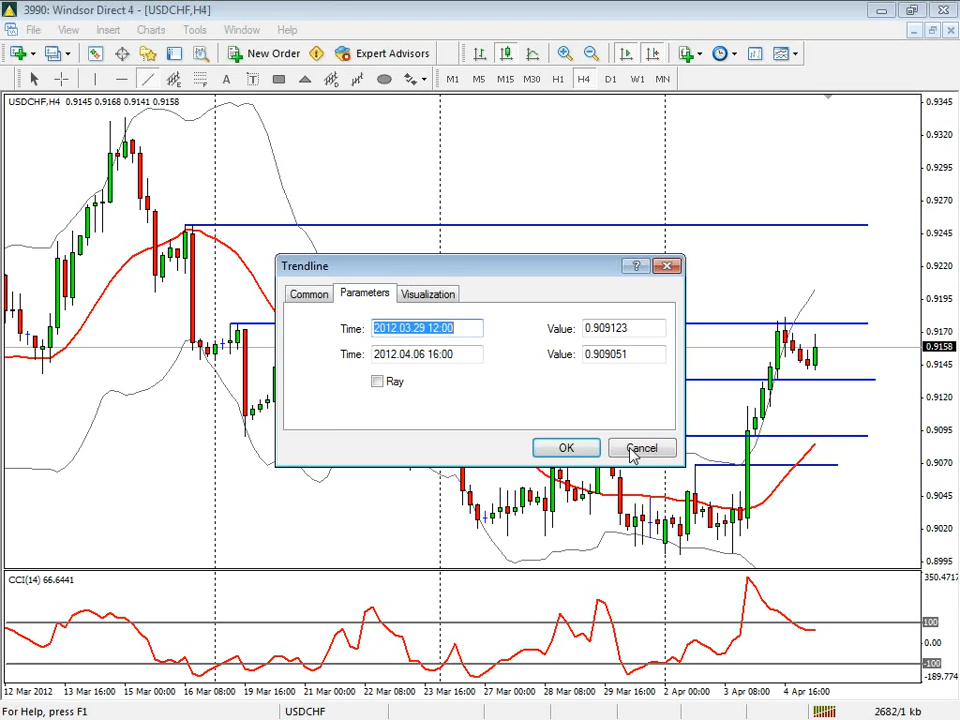 3990: Windsor Direct 4 - [USDCHF,H4]
File View Insert Charts Tools Window Help
New Order Expert Advisors
A T M1 M5 M15 M30 H1 H4 D1 W1 MN
USDCHF,H4 0.9145 0.9168 0.9141 0.9158
0.9345
0.9320
0.9295
0.9270
0.9245
0.9220
0.9195
0.9170
0.9158
0.9145
0.9120
0.9095
0.9070
0.9045
0.9020
0.8995
Trendline
Common Parameters Visualization
Time: 2012.03.29 12:00 Value: 0.909123
Time: 2012.04.06 16:00 Value: 0.909051
Ray
OK Cancel
CCI(14) 66.6441
350.4717
100
0.00
-100
-189.774
12 Mar 2012 13 Mar 16:00 15 Mar 00:00 16 Mar 08:00 19 Mar 16:00 21 Mar 00:00 22 Mar 08:00 23 Mar 16:00 27 Mar 00:00 28 Mar 08:00 29 Mar 16:00 2 Apr 00:00 3 Apr 08:00 4 Apr 16:00
For Help, press F1 USDCHF 2682/1 kb